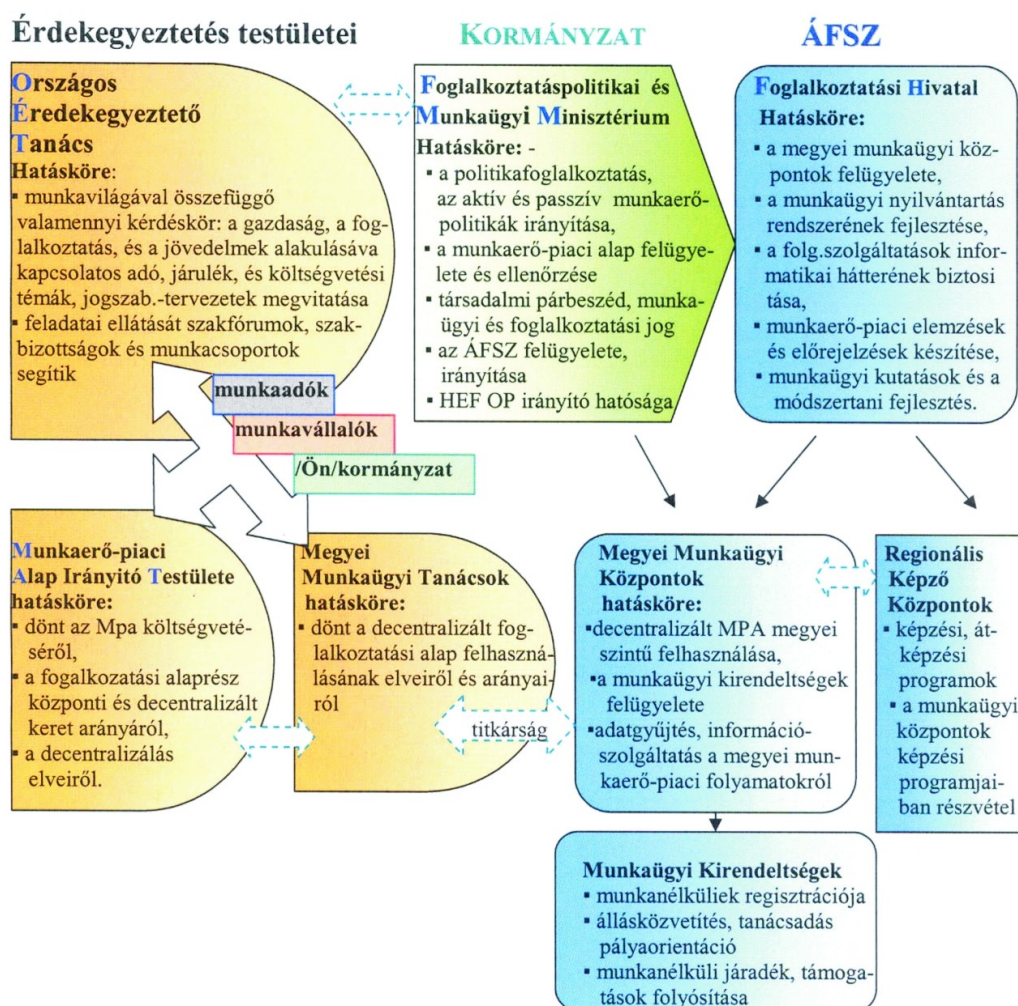 Érdekegyeztetés testületei
KORMÁNYZAT
ÁFSZ
Országos
Éredekegyeztető
Tanács
Hatásköre:
▪ munkavilágával összefüggő
valamennyi kérdéskör: a gazdaság, a fog-
lalkoztatás, és a jövedelmek alakulásáva
kapcsolatos adó, járulék, és költségvetési
témák, jogszab.-tervezetek megvitatása
▪ feladatai ellátását szakfórumok, szak-
bizottságok és munkacsoportok
segítik
Foglalkoztatáspolitikai és
Munkaügyi Minisztérium
Hatásköre: -
▪ a politikafoglalkoztatás,
az aktív és passzív munkaerő-
politikák irányítása,
▪ a munkaerő-piaci alap felügye-
lete és ellenőrzése
▪ társadalmi párbeszéd, munka-
ügyi és foglalkoztatási jog
▪ az ÁFSZ felügyelete,
irányítása
▪ HEF OP irányító hatósága
Foglalkoztatási Hivatal
Hatásköre:
▪ a megyei munkaügyi köz-
pontok felügyelete,
▪ a munkaügyi nyilvántartás
rendszerének fejlesztése,
▪ a folg.szolgáltatások infor-
matikai hátterének biztosi
tása,
▪ munkaerő-piaci elemzések
és előrejelzések készítése,
▪ munkaügyi kutatások és a
módszertani fejlesztés.
munkaadók
munkavállalók
/Ön/kormányzat
Munkaerő-piaci
Alap Irányitó Testülete
hatásköre:
▪ dönt az Mpa költségveté-
séről,
▪ a fogalkozatási alaprész
központi és decentralizált
keret arányáról,
▪ a decentralizálás
elveiről.
Megyei
Munkaügyi Tanácsok
hatásköre:
▪ dönt a decentralizált fog-
lalkoztatási alap felhaszná-
lásának elveiről és arányai-
ról
titkárság
Megyei Munkaügyi
Központok
hatásköre:
▪decentralizált MPA megyei
szintű felhasználása,
▪a munkaügyi kirendeltségek
felügyelete
▪adatgyűjtés, információ-
szolgáltatás a megyei mun-
kaerő-piaci folyamatokról
Regionális
Képző
Központok
▪ képzési, át-
képzési
programok
▪ a munkaügyi
központok
képzési
programjai-
ban részvétel
Munkaügyi Kirendeltségek
▪ munkanélküliek regisztrációja
▪ állásközvetítés, tanácsadás
pályaorientáció
▪ munkanélküli járadék, támoga-
tások folyósítása